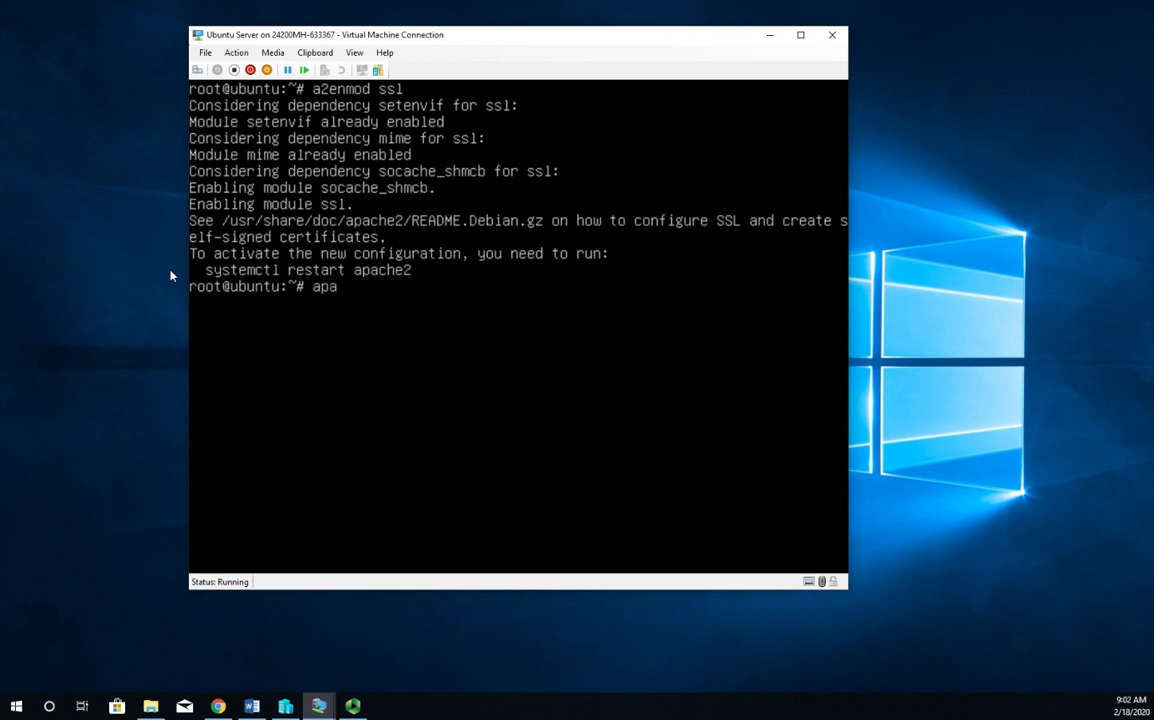 Ubuntu Server on 24200MH-633367 - Virtual Machine Connection
File Action Media Clipboard View Help
root@ubuntu:~# a2enmod ssl
Considering dependency setenvif for ssl:
Module setenvif already enabled
Considering dependency mime for ssl:
Module mime already enabled
Considering dependency socache_shmcb for ssl:
Enabling module socache_shmcb.
Enabling module ssl.
See /usr/share/doc/apache2/README.Debian.gz on how to configure SSL and create s
elf-signed certificates.
To activate the new configuration, you need to run:
  systemctl restart apache2
root@ubuntu:~# apa
Status: Running
9:02 AM
2/18/2020